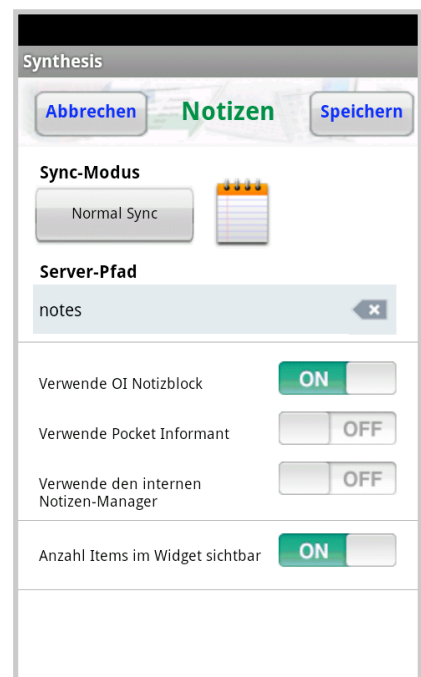 Synthesis
Abbrechen Notizen Speichern
Sync-Modus
Normal Sync
Server-Pfad
notes
Verwende OI Notizblock ON
Verwende Pocket Informant OFF
Verwende den internen OFF
Notizen-Manager
Anzahl Items im Widget sichtbar ON